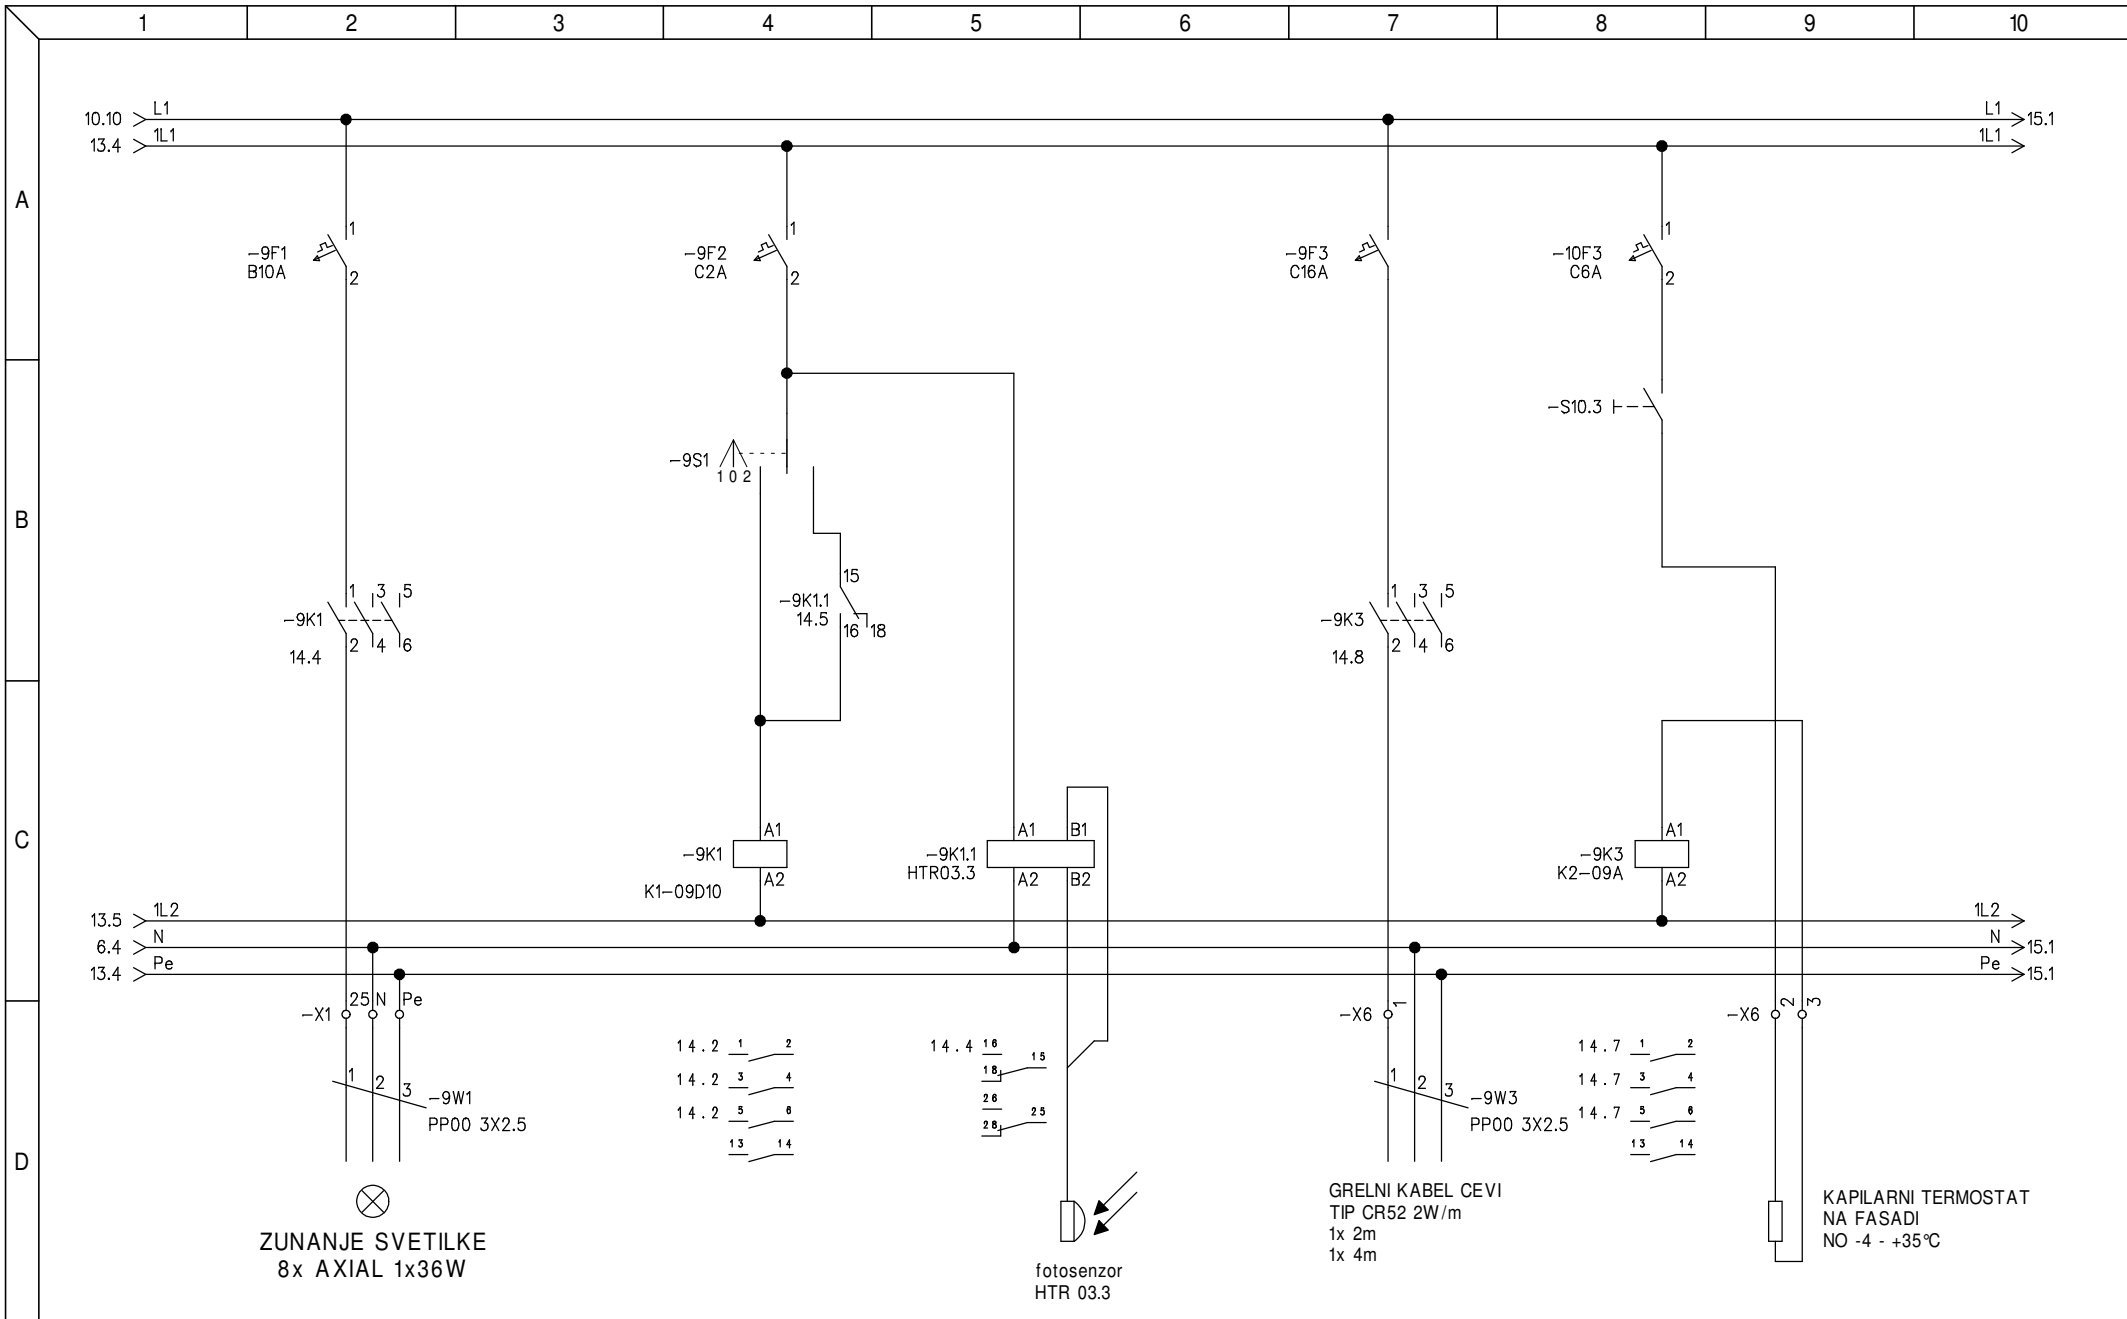 1 2 3 4 5 6 7 8 9 10
A
B
C
D
10.10 L1 L1 15.1
13.4 1L1 1L1
-9F1
B10A
1
2
-9F2
C2A
1
2
-9F3
C16A
-10F3
C6A
1
2
-9S1
1 0 2
-S10.3
-9K1
14.4
1 3 5
2 4 6
-9K1.1
14.5
15
16 18
-9K3
14.8
1 3 5
2 4 6
-9K1
K1-09D10
A1
A2
-9K1.1
HTR03.3
A1 B1
A2 B2
-9K3
K2-09A
A1
A2
13.5 1L2 1L2
6.4 N N 15.1
13.4 Pe Pe 15.1
-X1 25 N Pe
-X6 1
-X6 2 3
1 2 3
-9W1
PP00 3X2.5
14.2 1 2
14.2 3 4
14.2 5 6
13 14
14.4 16
18 15
26
28 25
1 2 3
-9W3
PP00 3X2.5
14.7 1 2
14.7 3 4
14.7 5 6
13 14
ZUNANJE SVETILKE
8x AXIAL 1x36W
fotosenzor
HTR 03.3
GRELNI KABEL CEVI
TIP CR52 2W/m
1x 2m
1x 4m
KAPILARNI TERMOSTAT
NA FASADI
NO -4 - +35°C